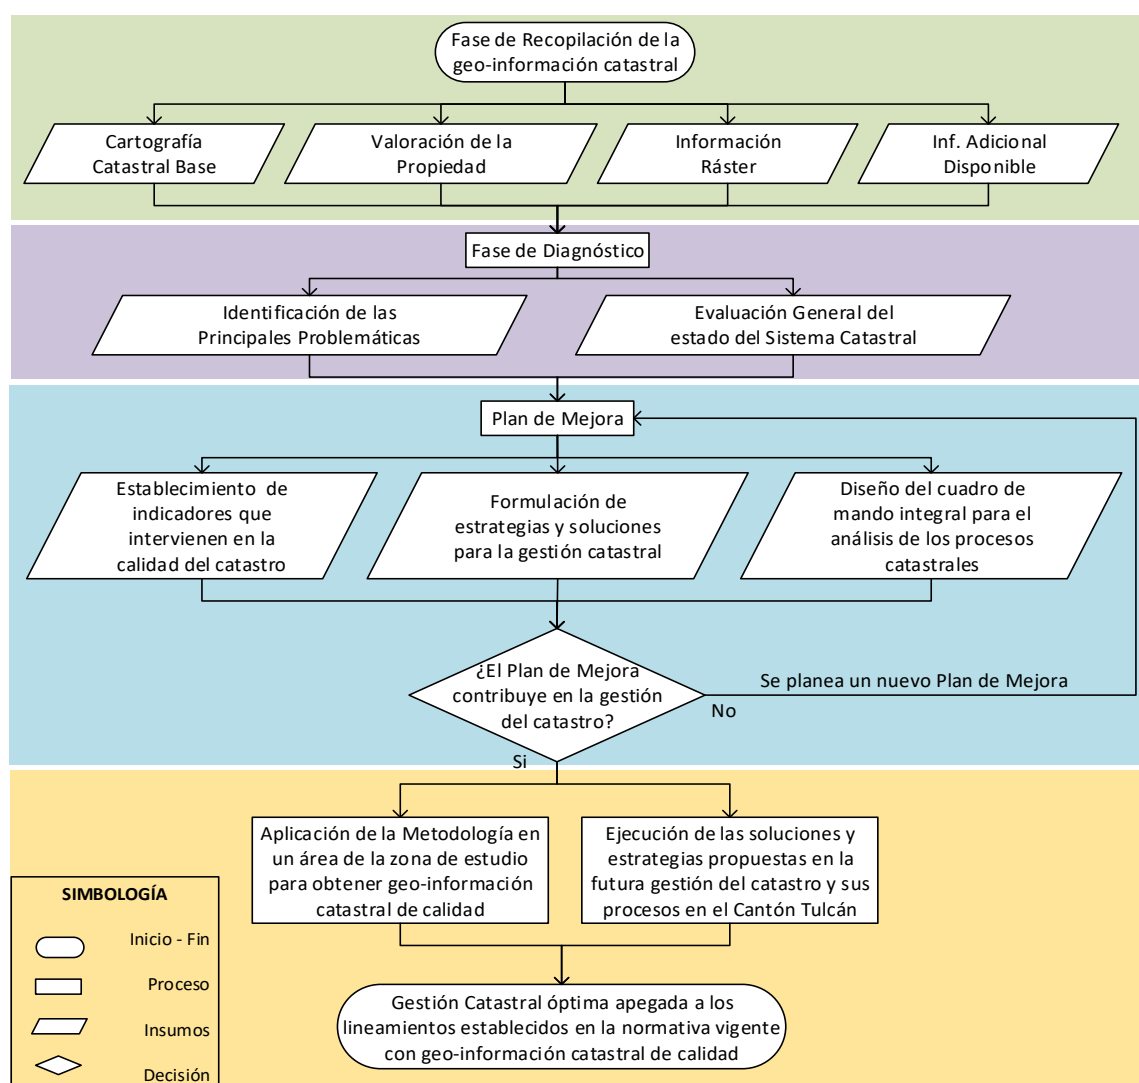 Fase de Recopilación de la
geo-información catastral
Cartografía
Catastral Base
Valoración de la
Propiedad
Información
Ráster
Inf. Adicional
Disponible
Fase de Diagnóstico
Identificación de las
Principales Problemáticas
Evaluación General del
estado del Sistema Catastral
Plan de Mejora
Establecimiento de
indicadores que
intervienen en la
calidad del catastro
Formulación de
estrategias y soluciones
para la gestión catastral
Diseño del cuadro de
mando integral para el
análisis de los procesos
catastrales
¿El Plan de Mejora
contribuye en la gestión
del catastro?
Se planea un nuevo Plan de Mejora
No
Si
Aplicación de la Metodología en
un área de la zona de estudio
para obtener geo-información
catastral de calidad
Ejecución de las soluciones y
estrategias propuestas en la
futura gestión del catastro y sus
procesos en el Cantón Tulcán
Gestión Catastral óptima apegada a los
lineamientos establecidos en la normativa vigente
con geo-información catastral de calidad
SIMBOLOGÍA
Inicio - Fin
Proceso
Insumos
Decisión